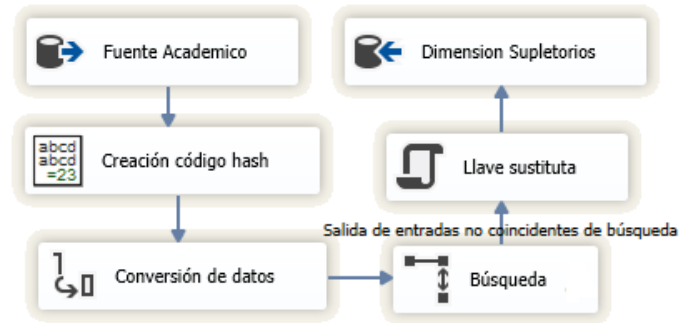 Fuente Academico
Dimension Supletorios
abcd
abcd
=23
Creación código hash
Llave sustituta
Salida de entradas no coincidentes de búsqueda
Conversión de datos
Búsqueda